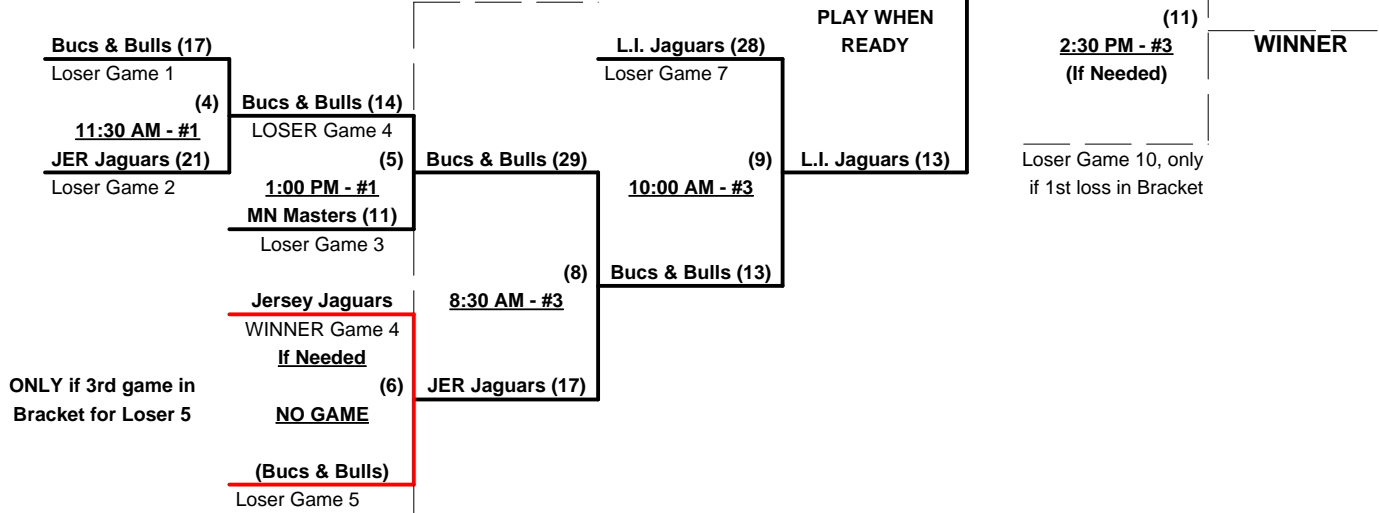 PLAY WHEN
READY
(11)
2:30 PM - #3
(If Needed)
WINNER
Bucs & Bulls (17)
Loser Game 1
(4)
11:30 AM - #1
JER Jaguars (21)
Loser Game 2
Bucs & Bulls (14)
LOSER Game 4
(5)
1:00 PM - #1
MN Masters (11)
Loser Game 3
Jersey Jaguars
WINNER Game 4
If Needed
(6)
NO GAME
(Bucs & Bulls)
Loser Game 5
ONLY if 3rd game in
Bracket for Loser 5
Bucs & Bulls (29)
(8)
8:30 AM - #3
JER Jaguars (17)
L.I. Jaguars (28)
Loser Game 7
(9)
10:00 AM - #3
Bucs & Bulls (13)
L.I. Jaguars (13)
Loser Game 10, only
if 1st loss in Bracket